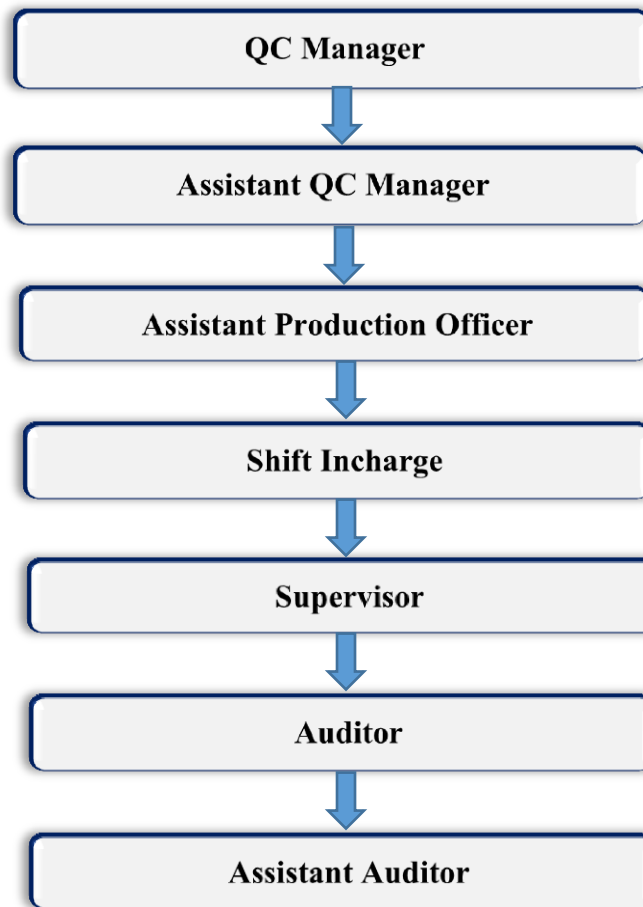 QC Manager
Assistant QC Manager
Assistant Production Officer
Shift Incharge
Supervisor
Auditor
Assistant Auditor